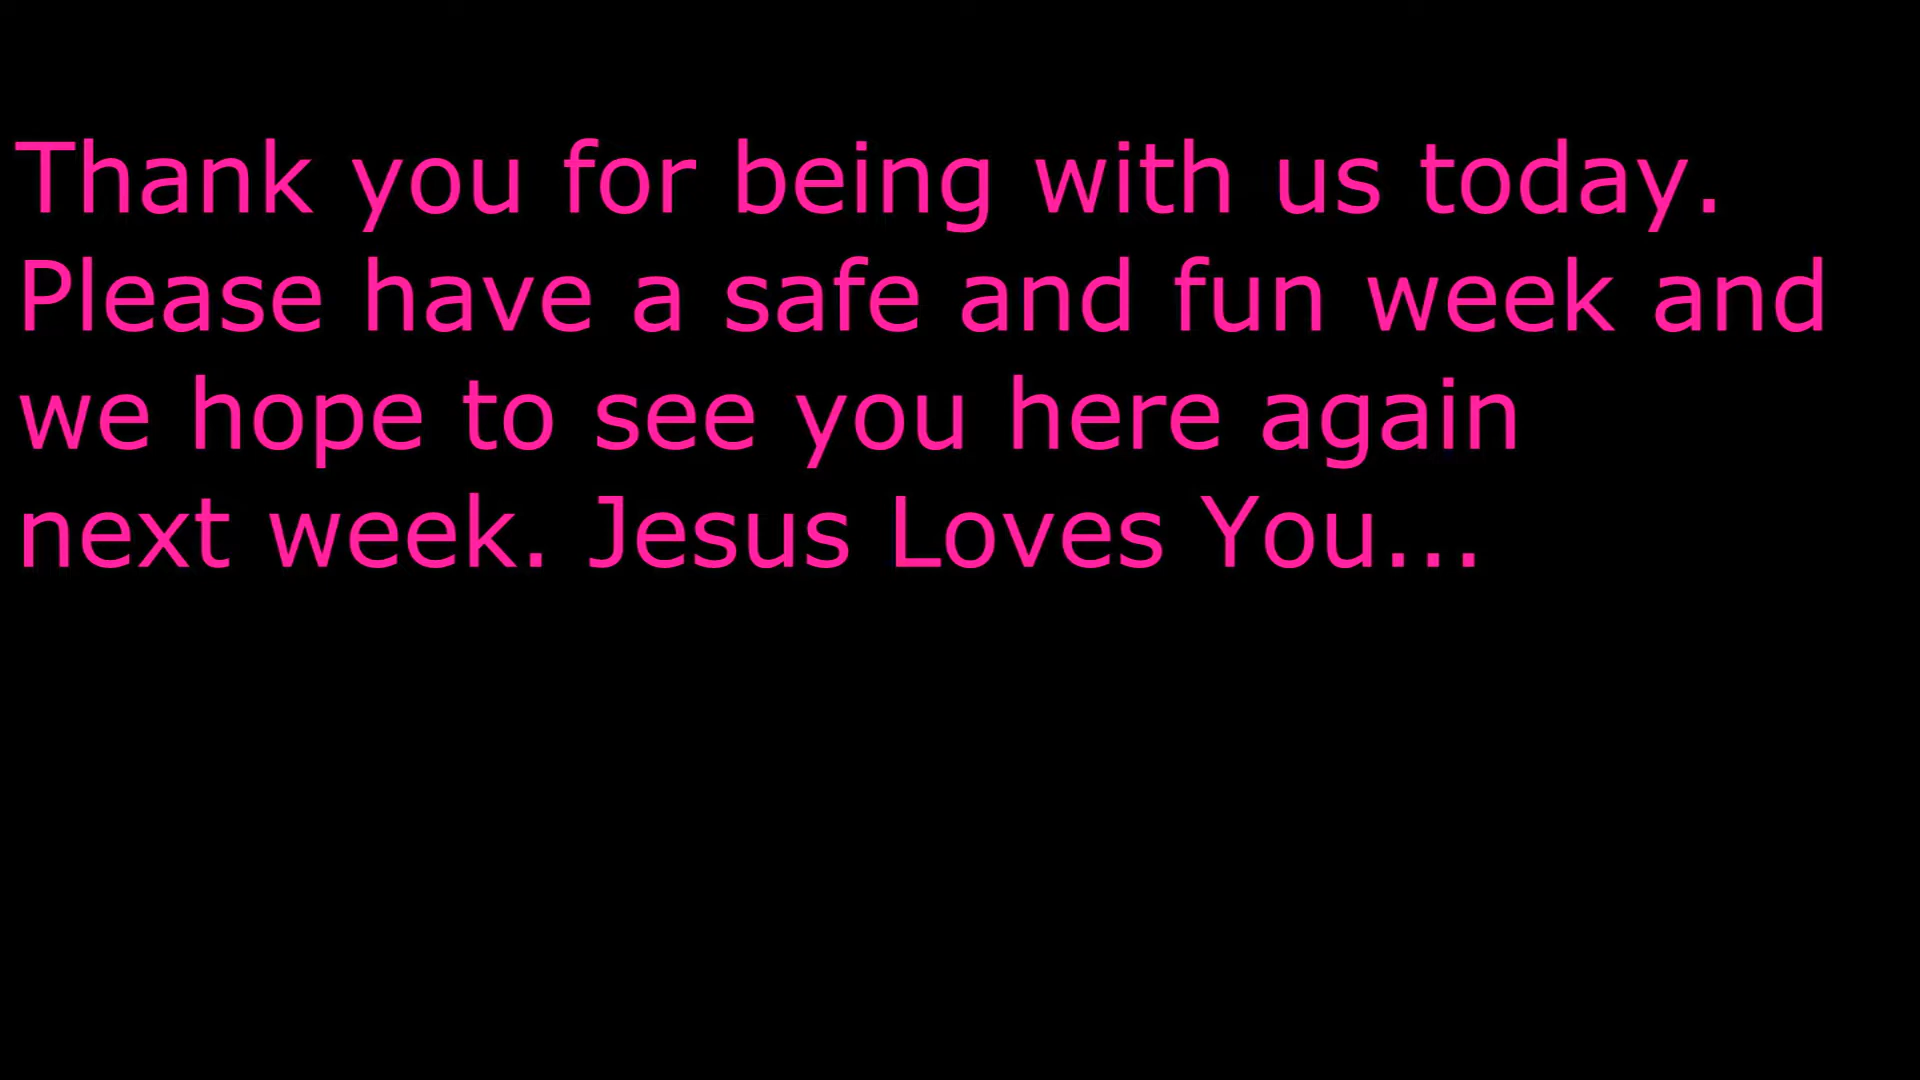 Thank you for being with us today.
Please have a safe and fun week and
we hope to see you here again
next week. Jesus Loves You...